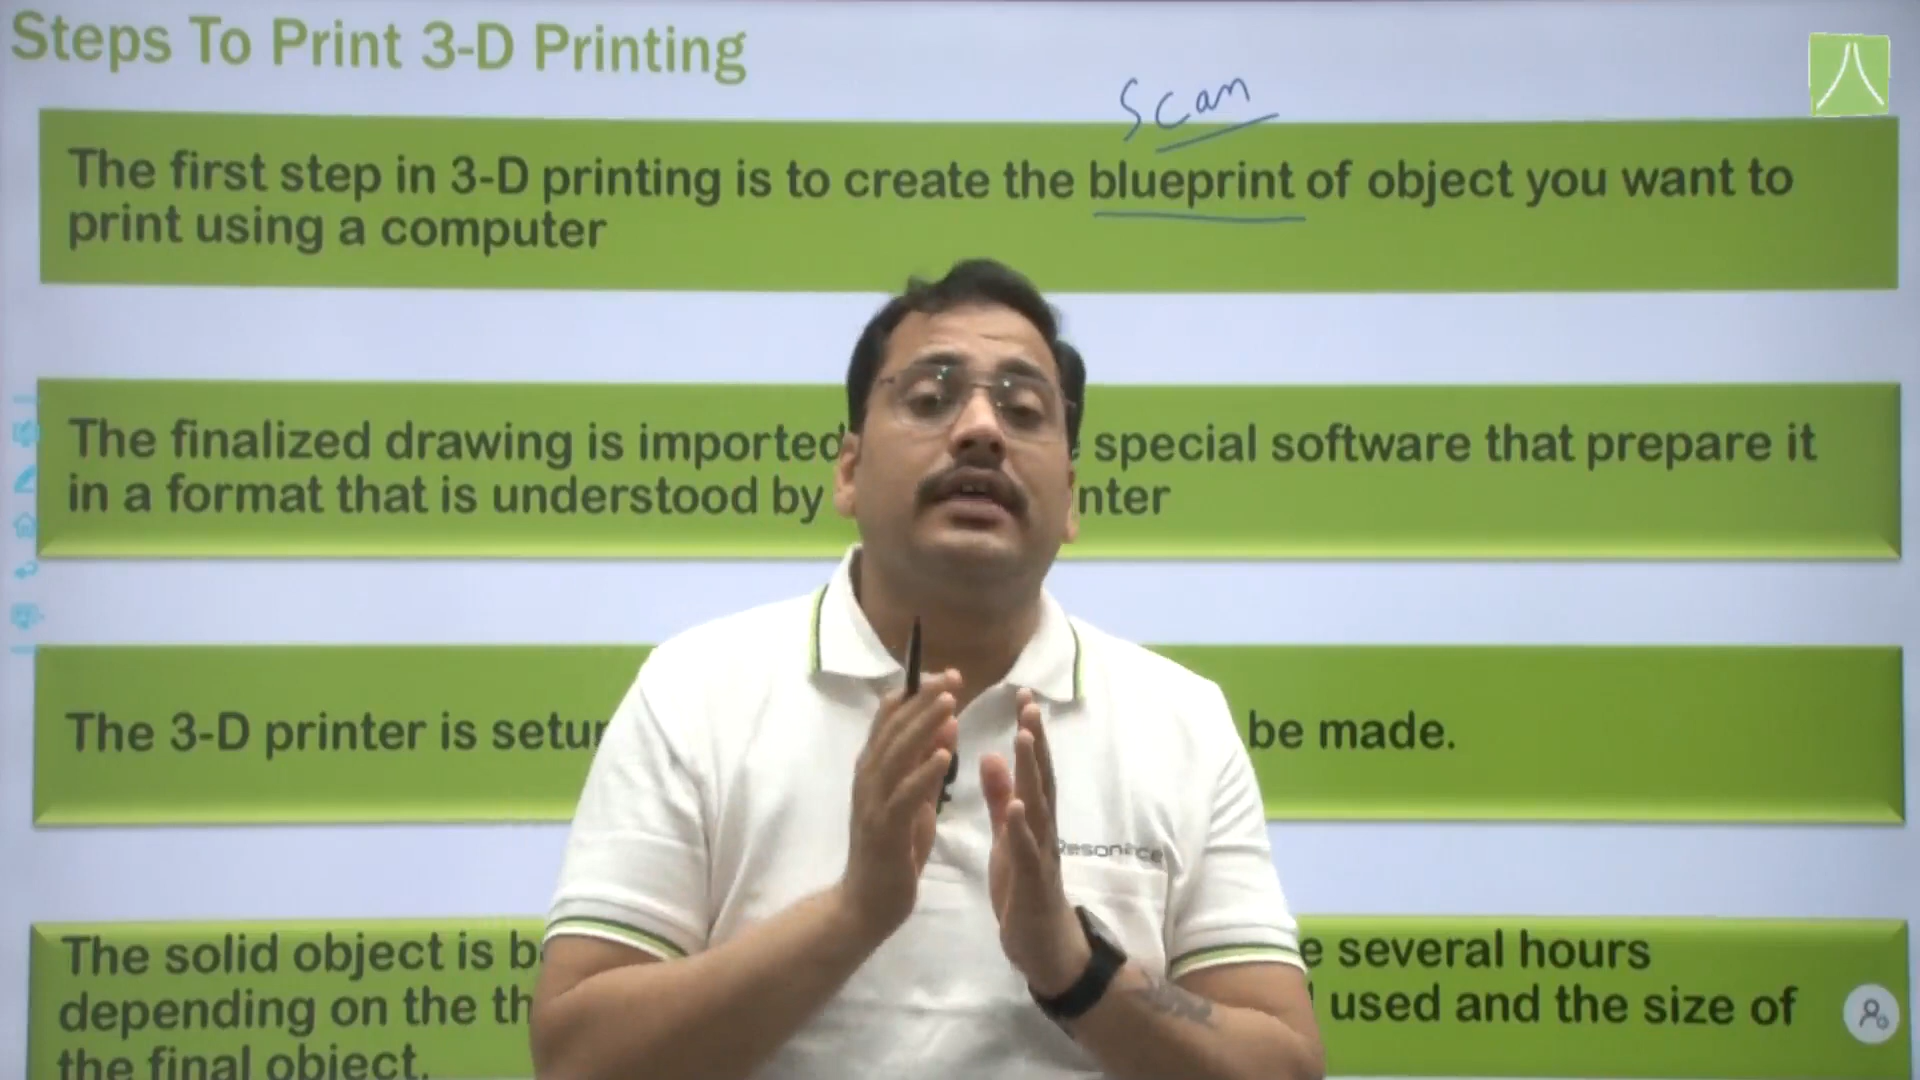 Steps To Print 3-D Printing
Scan
The first step in 3-D printing is to create the blueprint of object you want to
print using a computer
The finalized drawing is imported special software that prepare it
in a format that is understood by
The 3-D printer is be made.
The solid object is several hours
depending on the used and the size of
the final object.
Resonance